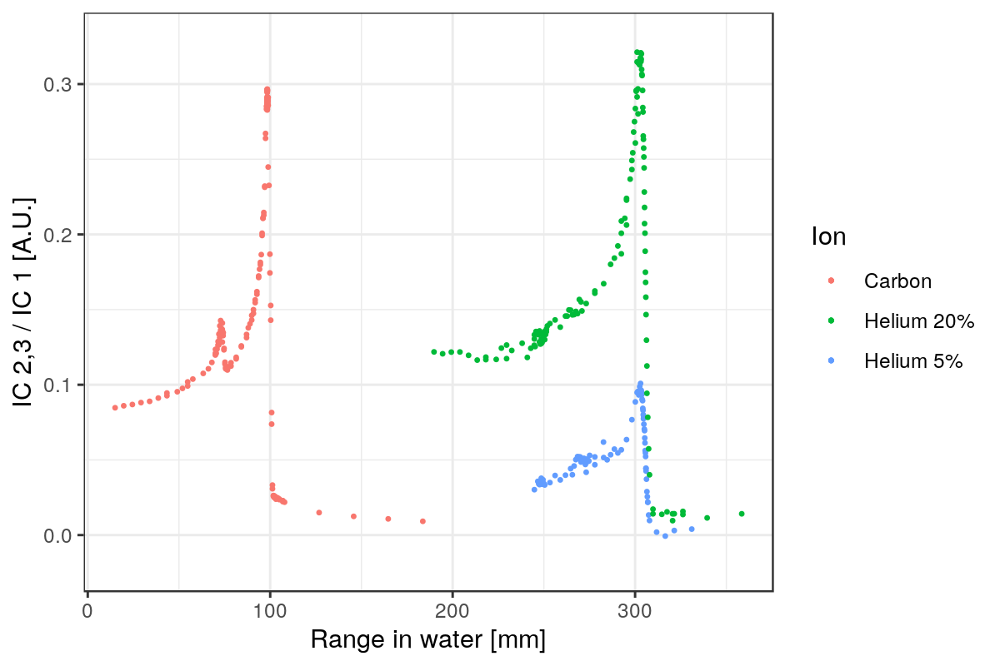 0.3
0.2
0.1
0.0
IC 2,3 / IC 1 [A.U.]
0
100
200
300
Range in water [mm]
Ion
Carbon
Helium 20%
Helium 5%